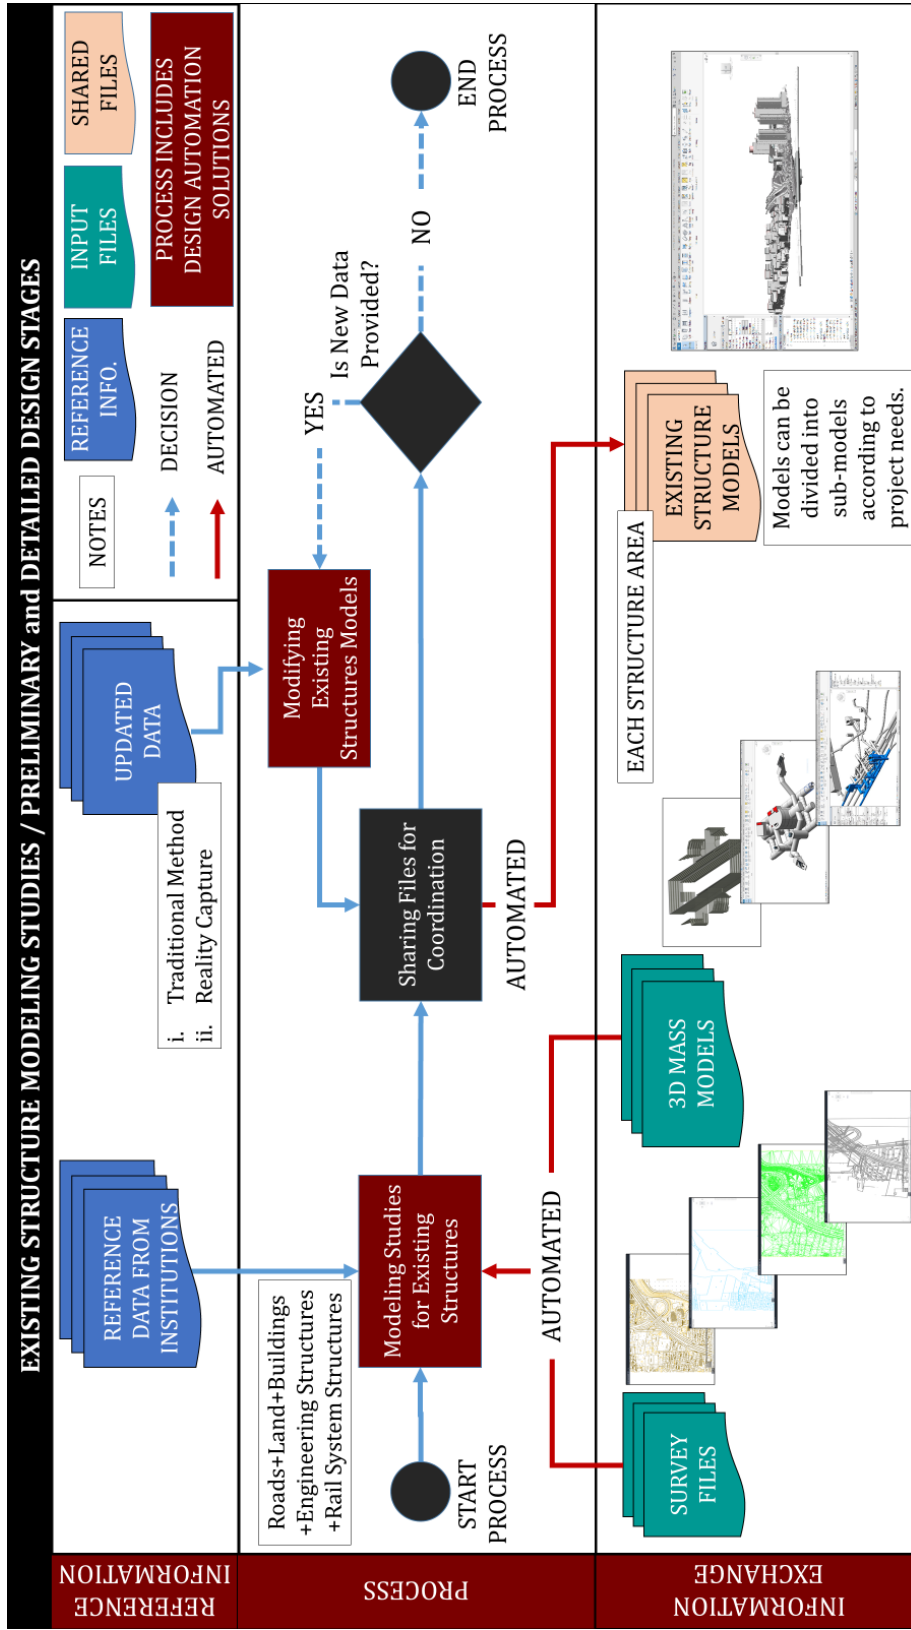 EXISTING STRUCTURE MODELING STUDIES / PRELIMINARY and DETAILED DESIGN STAGES
REFERENCE
INFORMATION
REFERENCE
DATA FROM
INSTITUTIONS
UPDATED
DATA
i. Traditional Method
ii. Reality Capture
NOTES
REFERENCE
INFO.
INPUT
FILES
SHARED
FILES
DECISION
AUTOMATED
PROCESS INCLUDES
DESIGN AUTOMATION
SOLUTIONS
PROCESS
Roads+Land+Buildings
+Engineering Structures
+Rail System Structures
START
PROCESS
Modeling Studies
for Existing
Structures
Sharing Files for
Coordination
Modifying
Existing
Structures Models
YES
Is New Data
Provided?
NO
END
PROCESS
AUTOMATED
AUTOMATED
INFORMATION
EXCHANGE
SURVEY
FILES
3D MASS
MODELS
EACH STRUCTURE AREA
EXISTING
STRUCTURE
MODELS
Models can be
divided into
sub-models
according to
project needs.